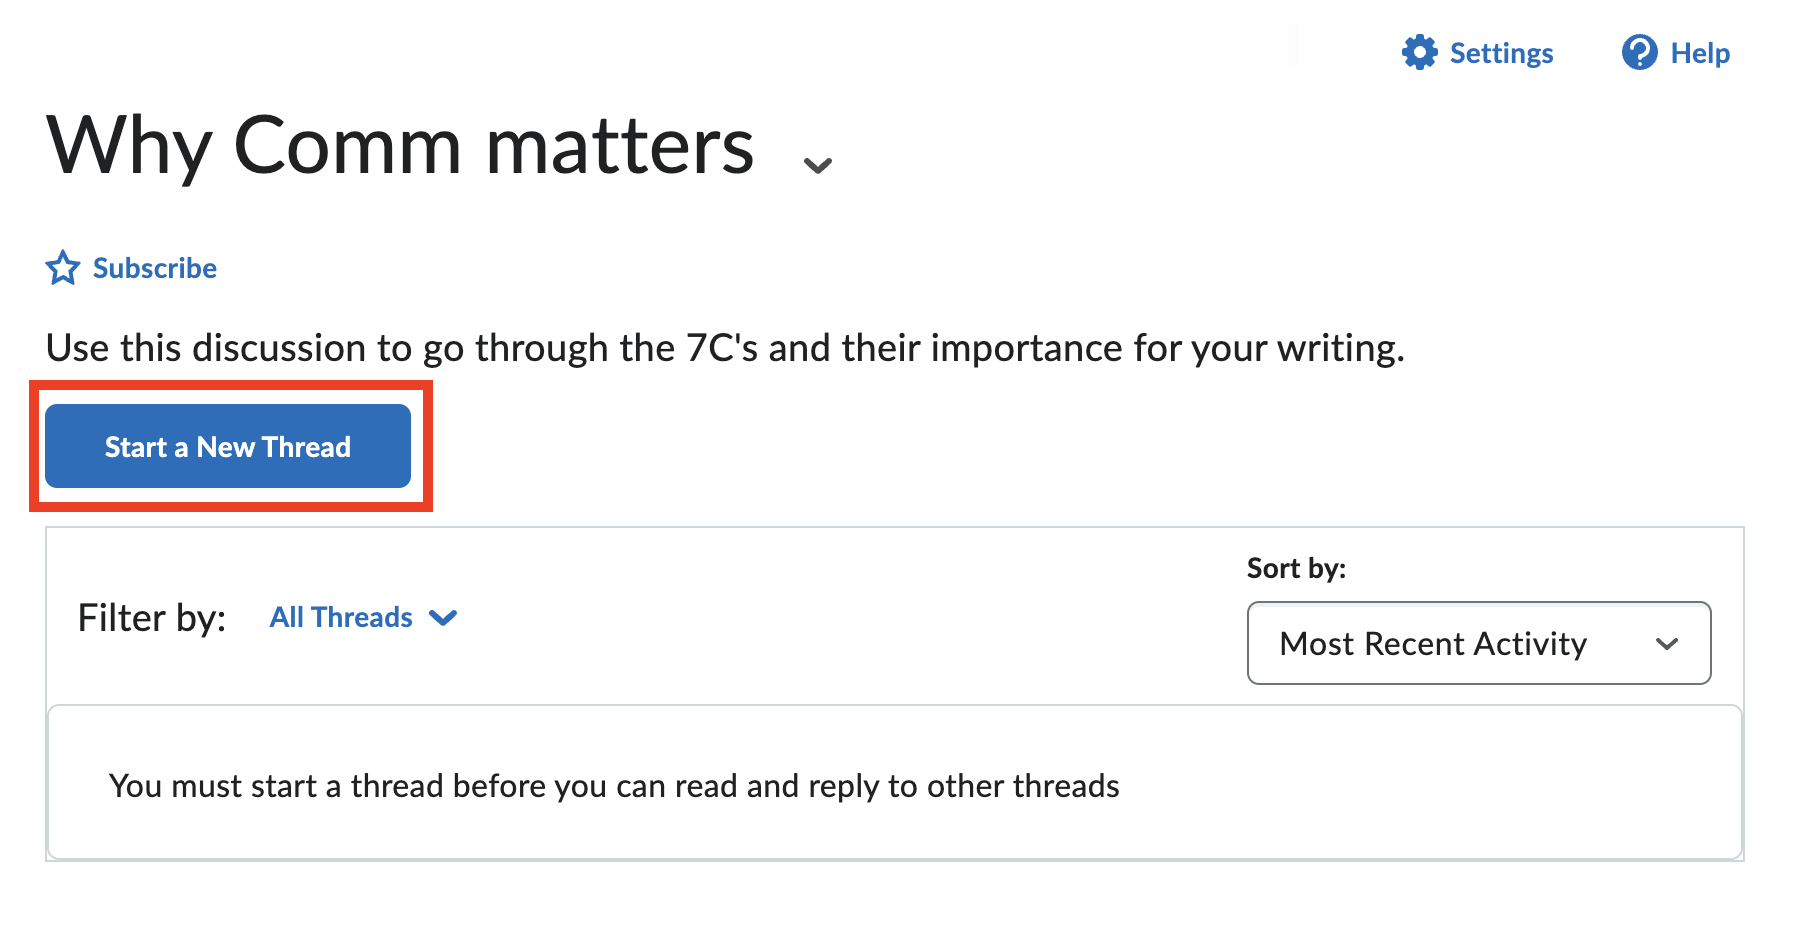 Settings
Help
Why Comm matters
Subscribe
Use this discussion to go through the 7C's and their importance for your writing.
Start a New Thread
Sort by:
Filter by: All Threads
Most Recent Activity
You must start a thread before you can read and reply to other threads